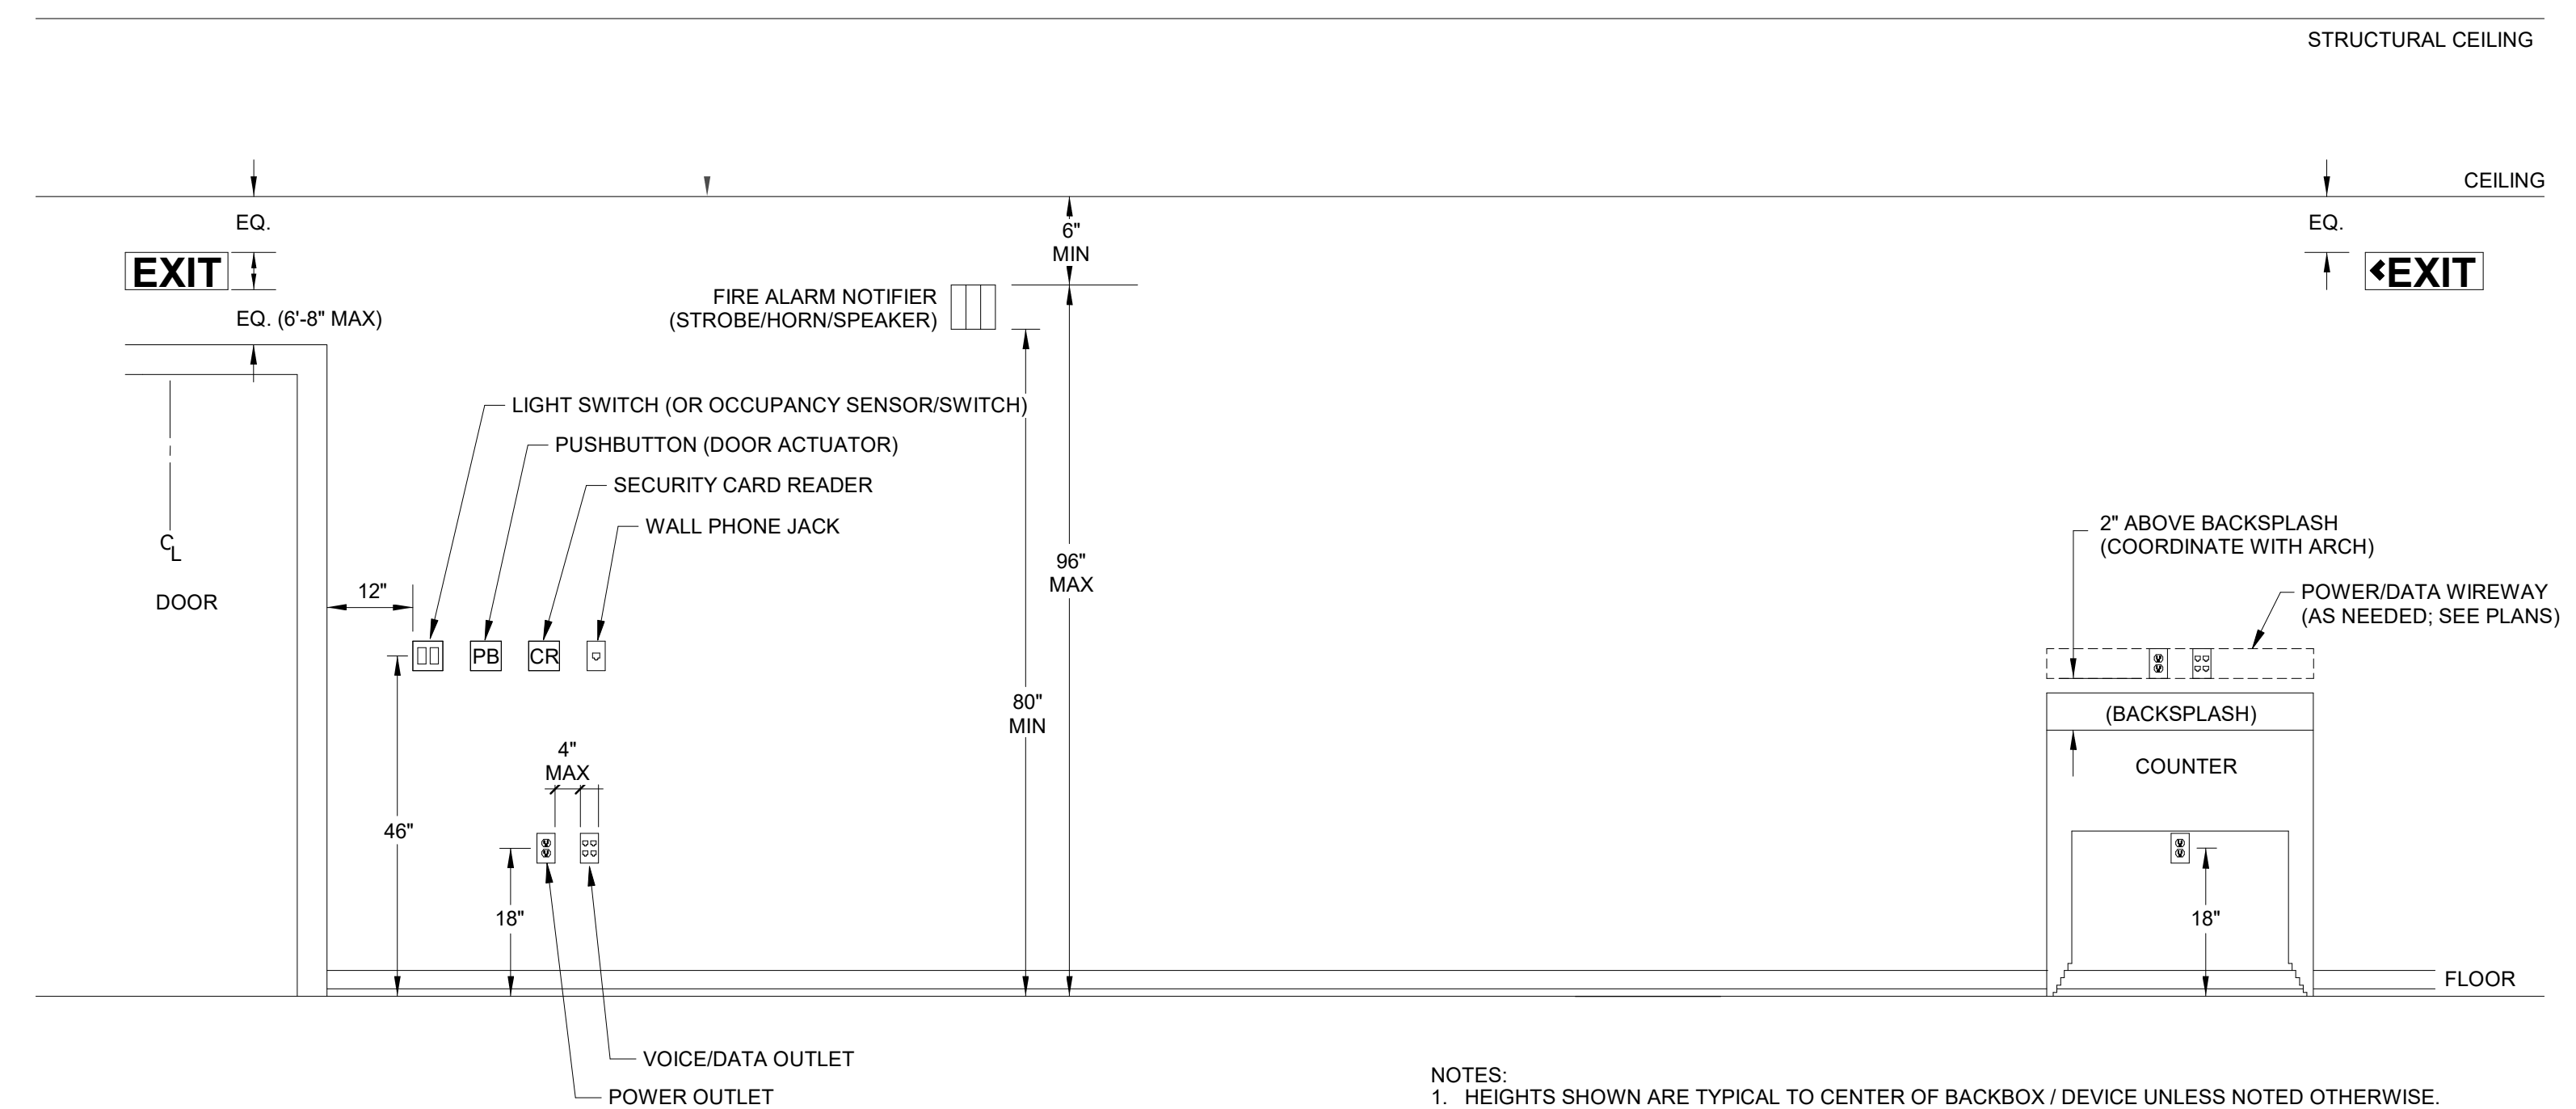 STRUCTURAL CEILING
CEILING
EQ.
EQ.
6"
MIN
EXIT
EXIT
FIRE ALARM NOTIFIER
(STROBE/HORN/SPEAKER)
EQ. (6'-8" MAX)
LIGHT SWITCH (OR OCCUPANCY SENSOR/SWITCH)
PUSHBUTTON (DOOR ACTUATOR)
SECURITY CARD READER
WALL PHONE JACK
CL
DOOR
12"
PB
CR
96"
MAX
80"
MIN
2" ABOVE BACKSPLASH
(COORDINATE WITH ARCH)
POWER/DATA WIREWAY
(AS NEEDED; SEE PLANS)
(BACKSPLASH)
COUNTER
4"
MAX
46"
18"
18"
FLOOR
VOICE/DATA OUTLET
POWER OUTLET
NOTES:
1. HEIGHTS SHOWN ARE TYPICAL TO CENTER OF BACKBOX / DEVICE UNLESS NOTED OTHERWISE.